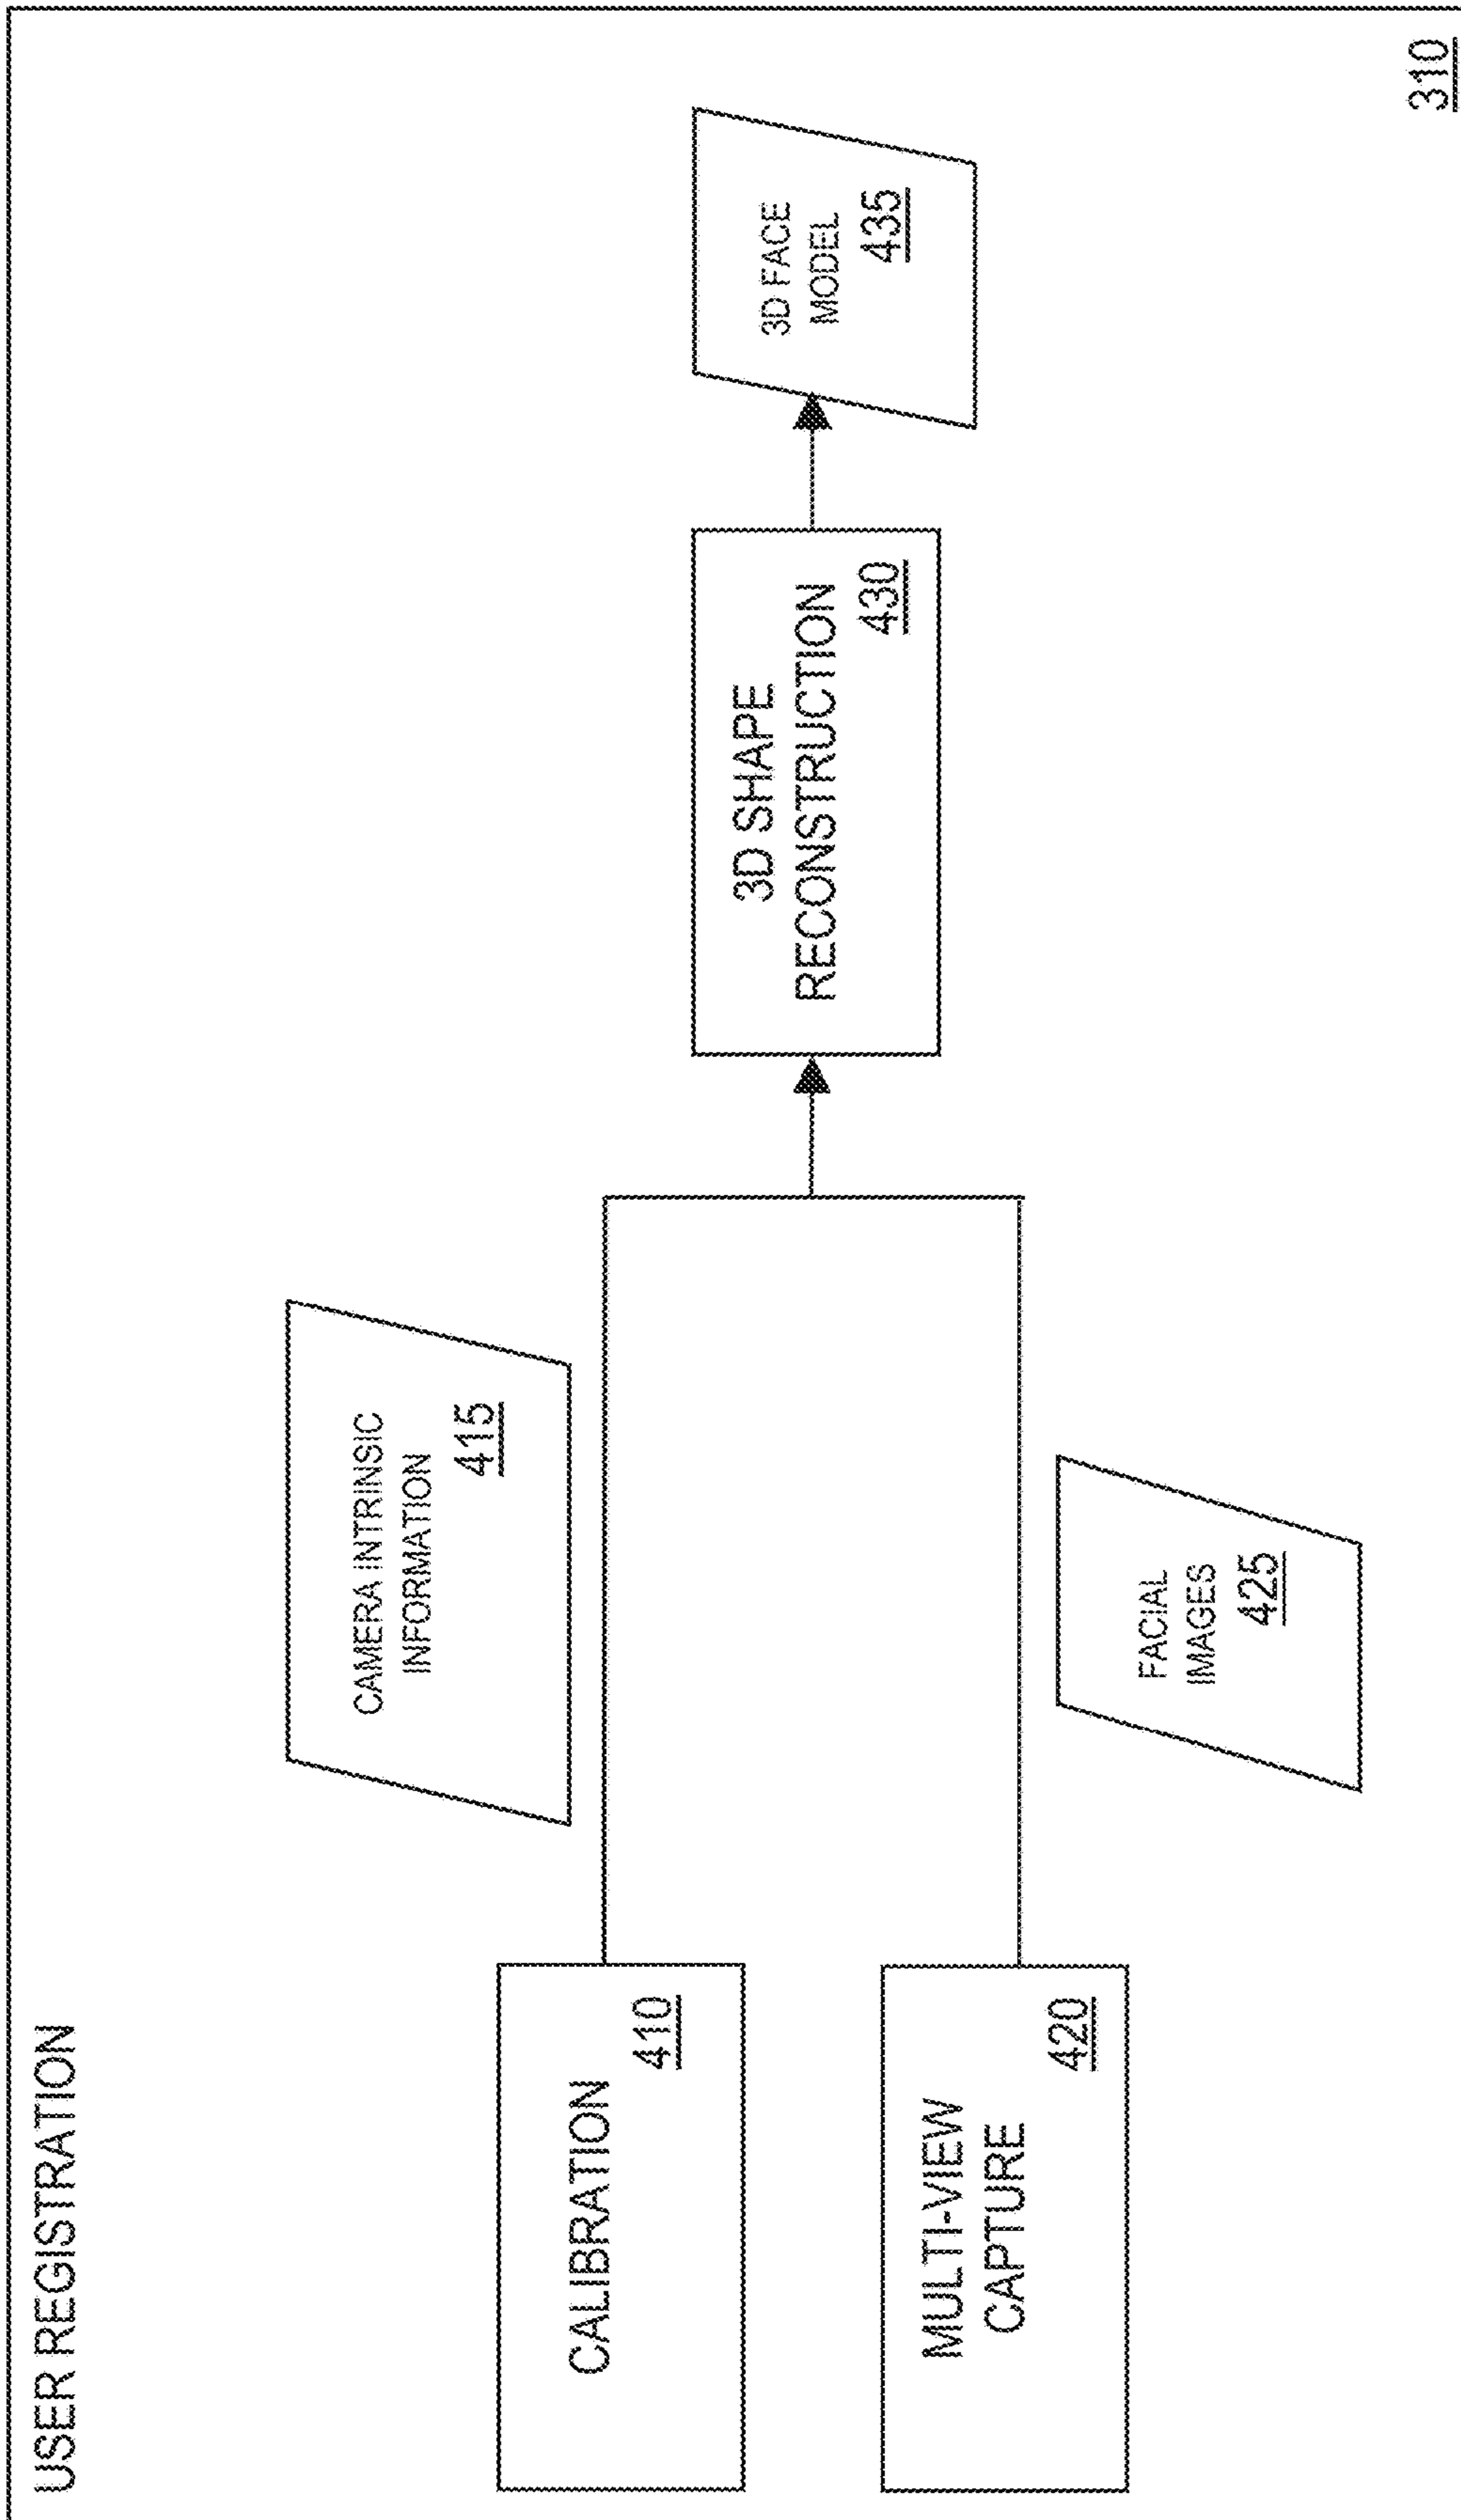 USER REGISTRATION
CALIBRATION
410
CAMERA INTRINSIC
INFORMATION
415
MULTI-VIEW
CAPTURE
420
FACIAL
IMAGES
425
3D SHAPE
RECONSTRUCTION
430
3D FACE
MODEL
435
310